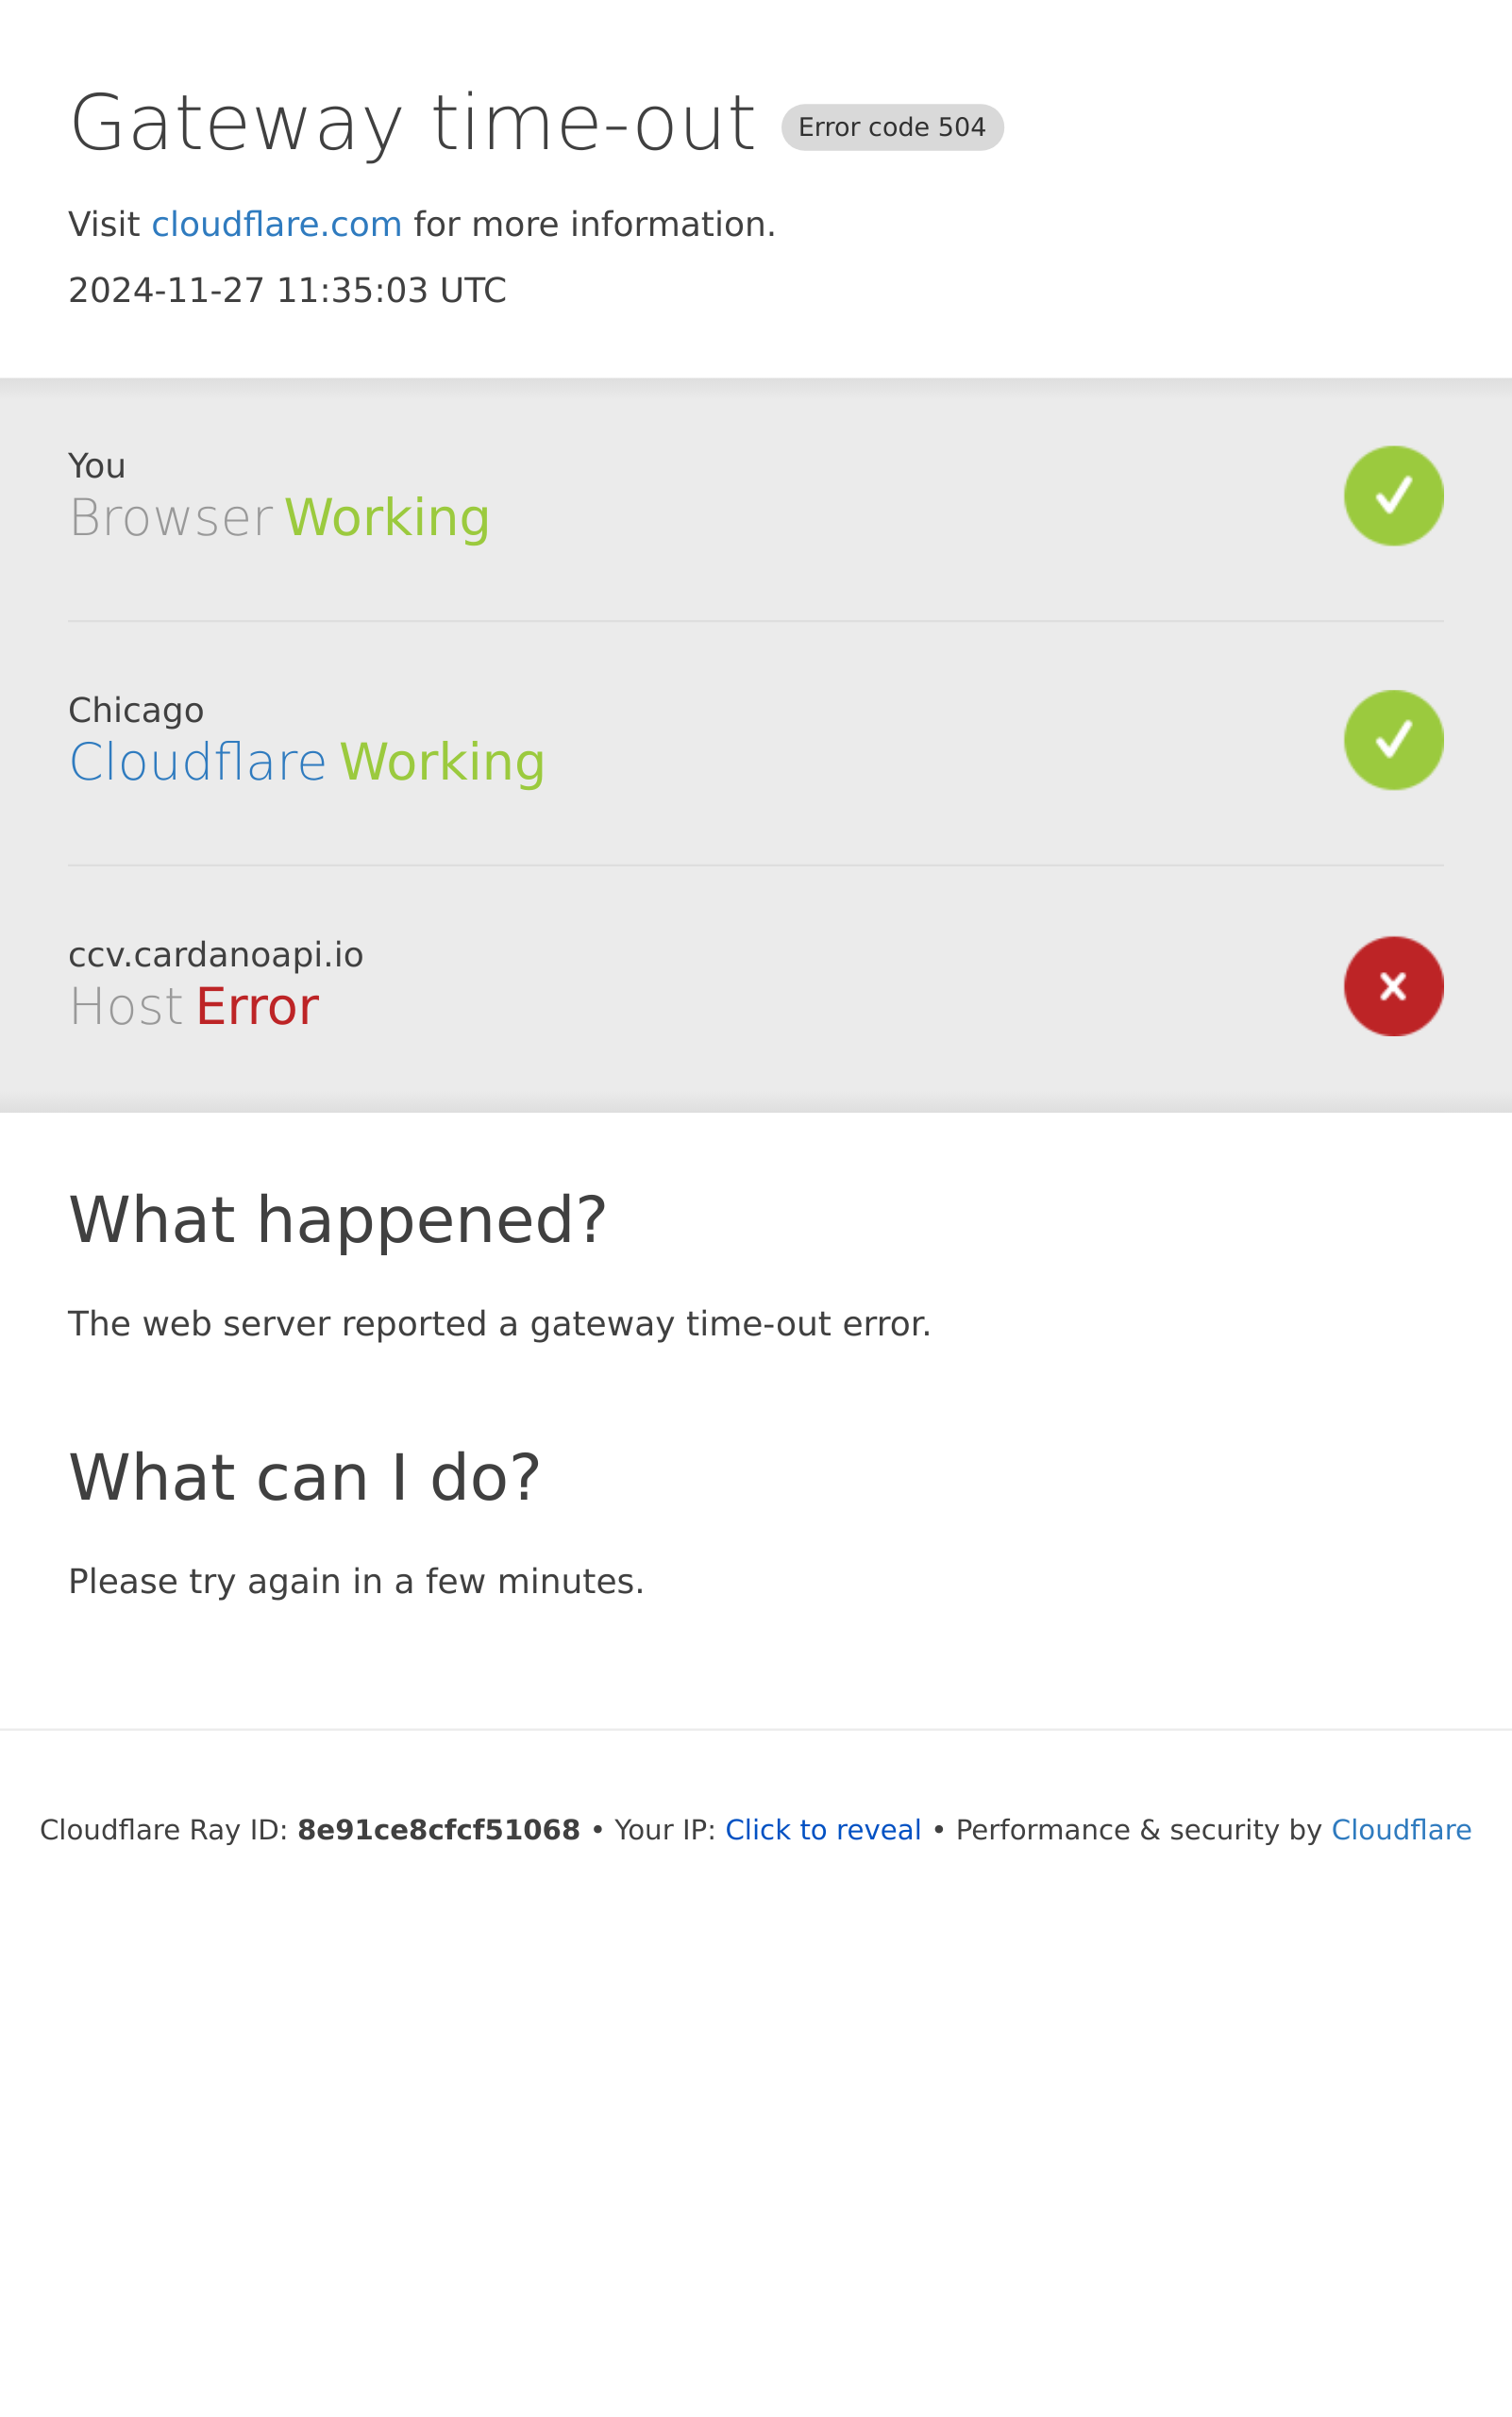 Gateway time-out Error code 504
Visit cloudflare.com for more information.
2024-11-27 11:35:03 UTC
You
Browser Working
Chicago
Cloudflare Working
ccv.cardanoapi.io
Host Error
What happened?
The web server reported a gateway time-out error.
What can I do?
Please try again in a few minutes.
Cloudflare Ray ID: 8e91ce8cfcf51068 • Your IP: Click to reveal • Performance & security by Cloudflare